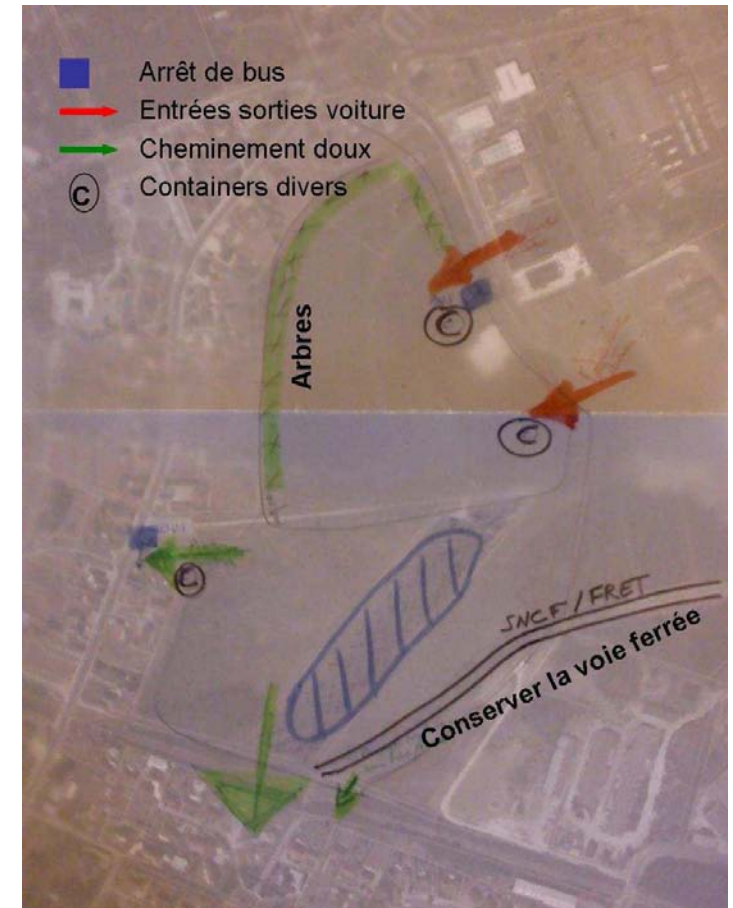 Arrêt de bus
Entrées sorties voiture
Cheminement doux
C Containers divers
C
Arbres
C
C
SNCF/FRET
Conserver la voie ferrée